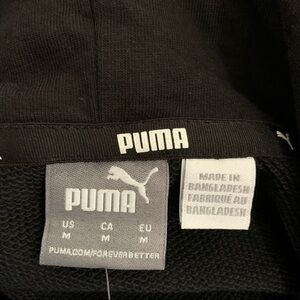 PUMA
PUMA
US CA EU
M M M
PUMA.COM/FOREVERBETTER
MADE IN
BANGLADESH
FABRIQUÉ AU
BANGLADESH